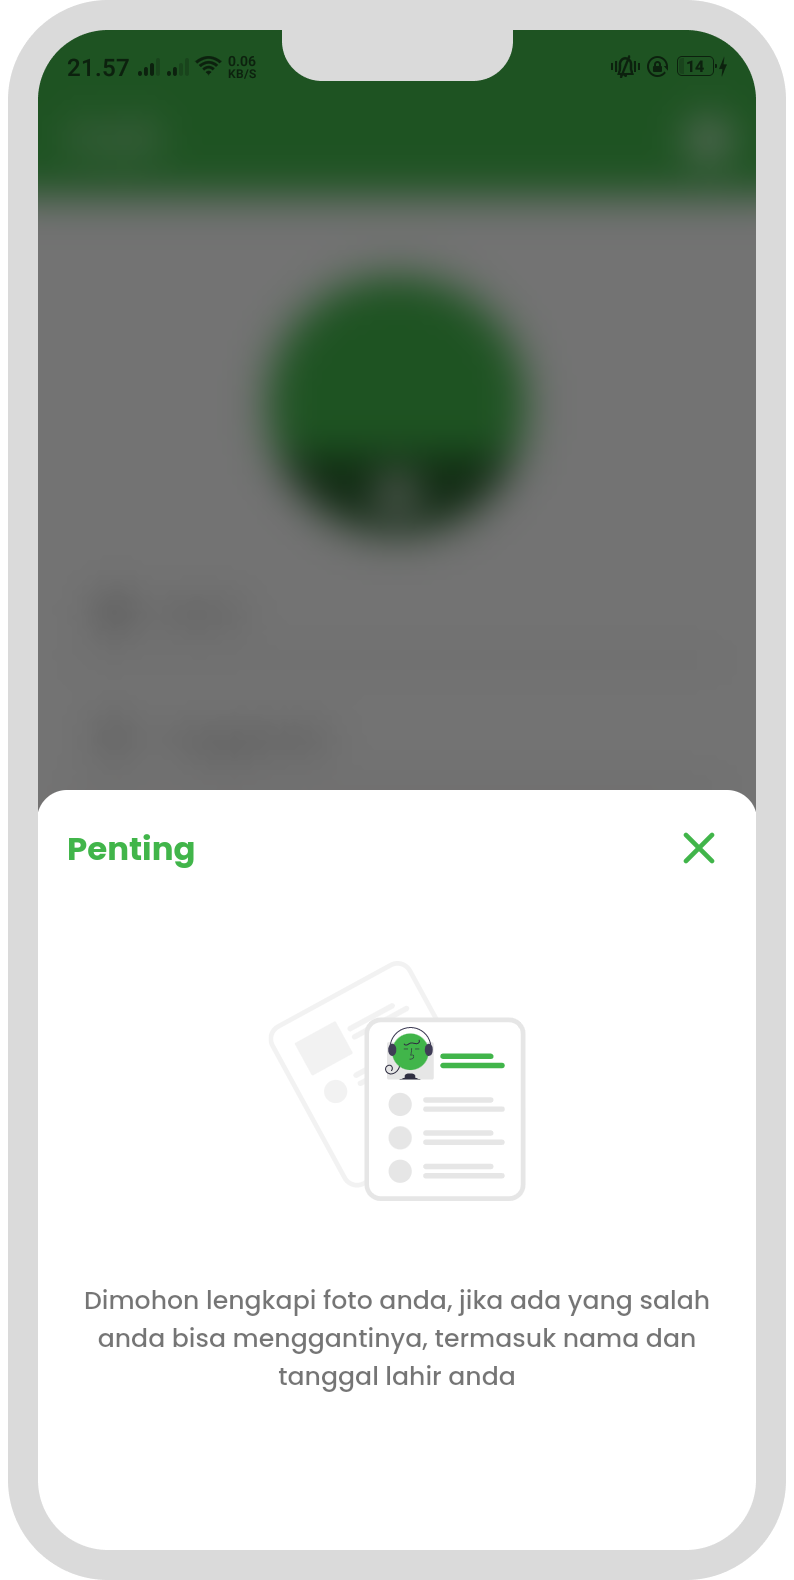 21.57
0.06
KB/S
14
Penting
Dimohon lengkapi foto anda, jika ada yang salah
anda bisa menggantinya, termasuk nama dan
tanggal lahir anda